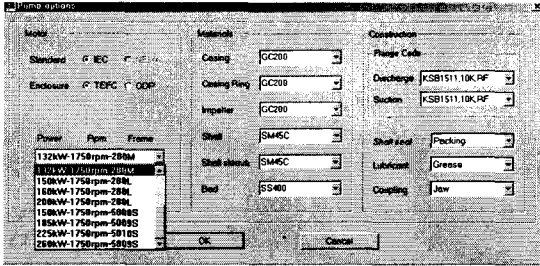 Pump options
Motor
Standard IEC
Enclosure TEFC ODP
Power Rpm Frame
132kW-1750rpm-280M
132kW-1750rpm-280M
150kW-1750rpm-280L
160kW-1750rpm-280L
200kW-1750rpm-280L
150kW-1750rpm-5008S
185kW-1750rpm-5009S
225kW-1750rpm-5010S
260kW-1750rpm-5809S
Materials
Casing GC200
Casing Ring GC200
Impeller GC200
Shaft SM45C
Shaft sleeve SM45C
Bed SS400
Construction
Flange Code
Discharge KSB1511,10K,RF
Suction KSB1511,10K,RF
Shaft seal Packing
Lubricant Grease
Coupling Jaw
OK
Cancel